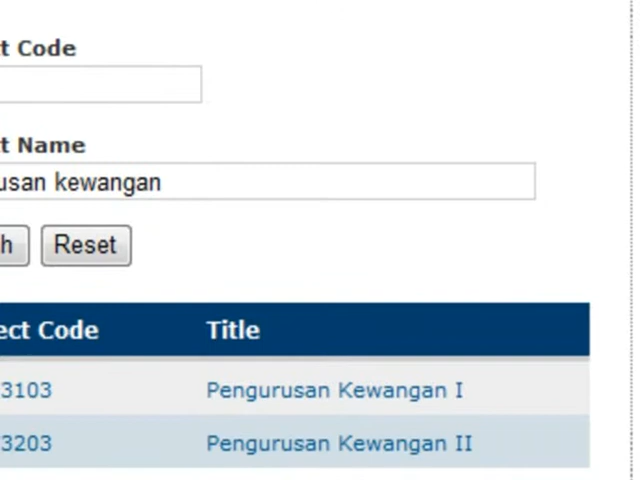 t Code
t Name
usan kewangan
h Reset
ect Code Title
3103 Pengurusan Kewangan I
3203 Pengurusan Kewangan II